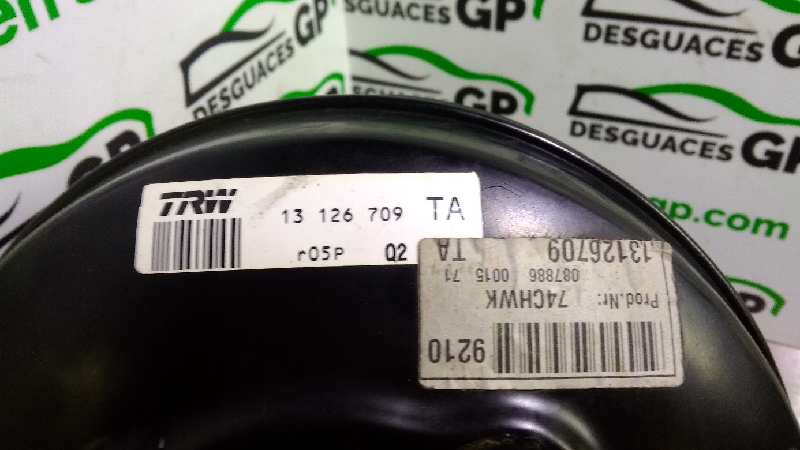 DESGUACES GP
DESGUACES GP
GP
DESGUACES GP
gp.com
TRW
13 126 709 TA
r05P Q2
13126709 TA
087886 0015 71
Prod.Nr: 74CHWK
9210